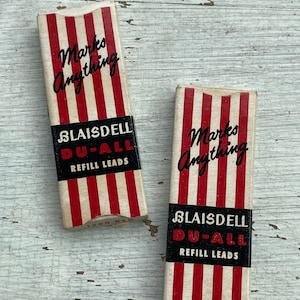 Marks
Anything
BLAISDELL
DU-ALL
REFILL LEADS
Marks
Anything
BLAISDELL
DU-ALL
REFILL LEADS